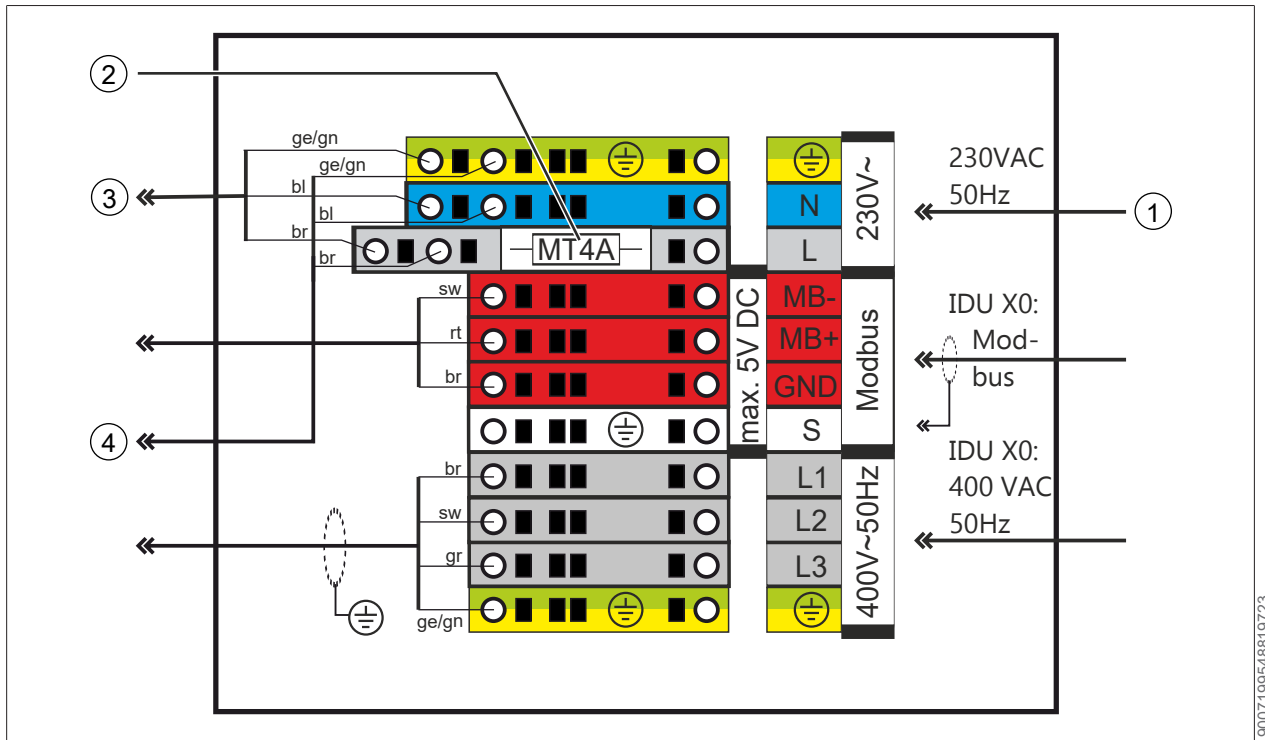 2
ge/gn
ge/gn
230VAC
50Hz
3
bl
bl
N
230V~
1
br
br
MT4A
L
sw
MB-
IDU X0:
Mod-
bus
rt
MB+
max. 5V DC
Modbus
br
GND
4
S
IDU X0:
400 VAC
50Hz
br
L1
sw
L2
400V~50Hz
gr
L3
ge/gn
9007199548819723